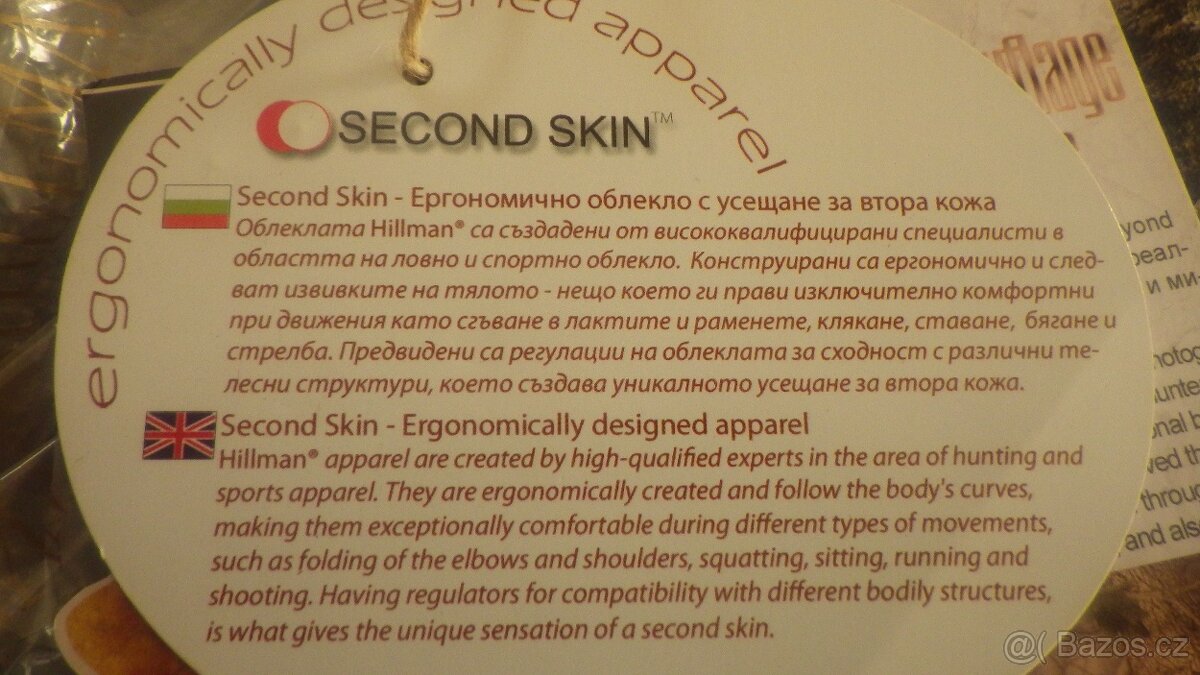 ergonomically designed apparel
SECOND SKIN™
Second Skin - Ергономично облекло с усещане за втора кожа
Облеклата Hillman® са създадени от висококвалифицирани специалисти в
областта на ловно и спортно облекло. Конструирани са ергономично и след-
ват извивките на тялото - нещо което ги прави изключително комфортни
при движения като сгъване в лактите и раменете, клякане, ставане, бягане и
стрелба. Предвидени са регулации на облеклата за сходност с различни те-
лесни структури, което създава уникалното усещане за втора кожа.
Second Skin - Ergonomically designed apparel
Hillman® apparel are created by high-qualified experts in the area of hunting and
sports apparel. They are ergonomically created and follow the body's curves,
making them exceptionally comfortable during different types of movements,
such as folding of the elbows and shoulders, squatting, sitting, running and
shooting. Having regulators for compatibility with different bodily structures,
is what gives the unique sensation of a second skin.
and als
Bazos.cz